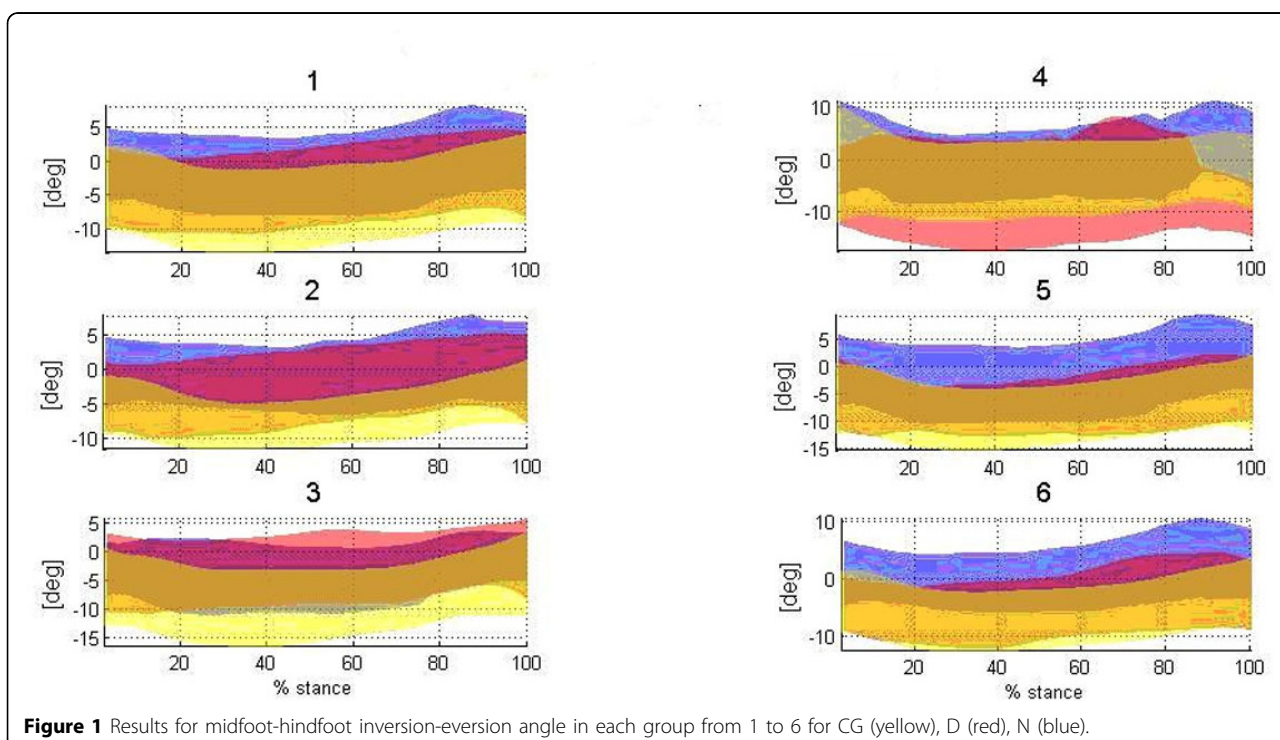 1
[deg]
5
0
-5
-10
20 40 60 80 100
2
[deg]
5
0
-5
-10
20 40 60 80 100
3
[deg]
5
0
-5
-10
-15
20 40 60 80 100
% stance
4
[deg]
10
0
-10
20 40 60 80 100
5
[deg]
5
0
-5
-10
-15
20 40 60 80 100
6
[deg]
10
0
-10
20 40 60 80 100
% stance
Figure 1 Results for midfoot-hindfoot inversion-eversion angle in each group from 1 to 6 for CG (yellow), D (red), N (blue).